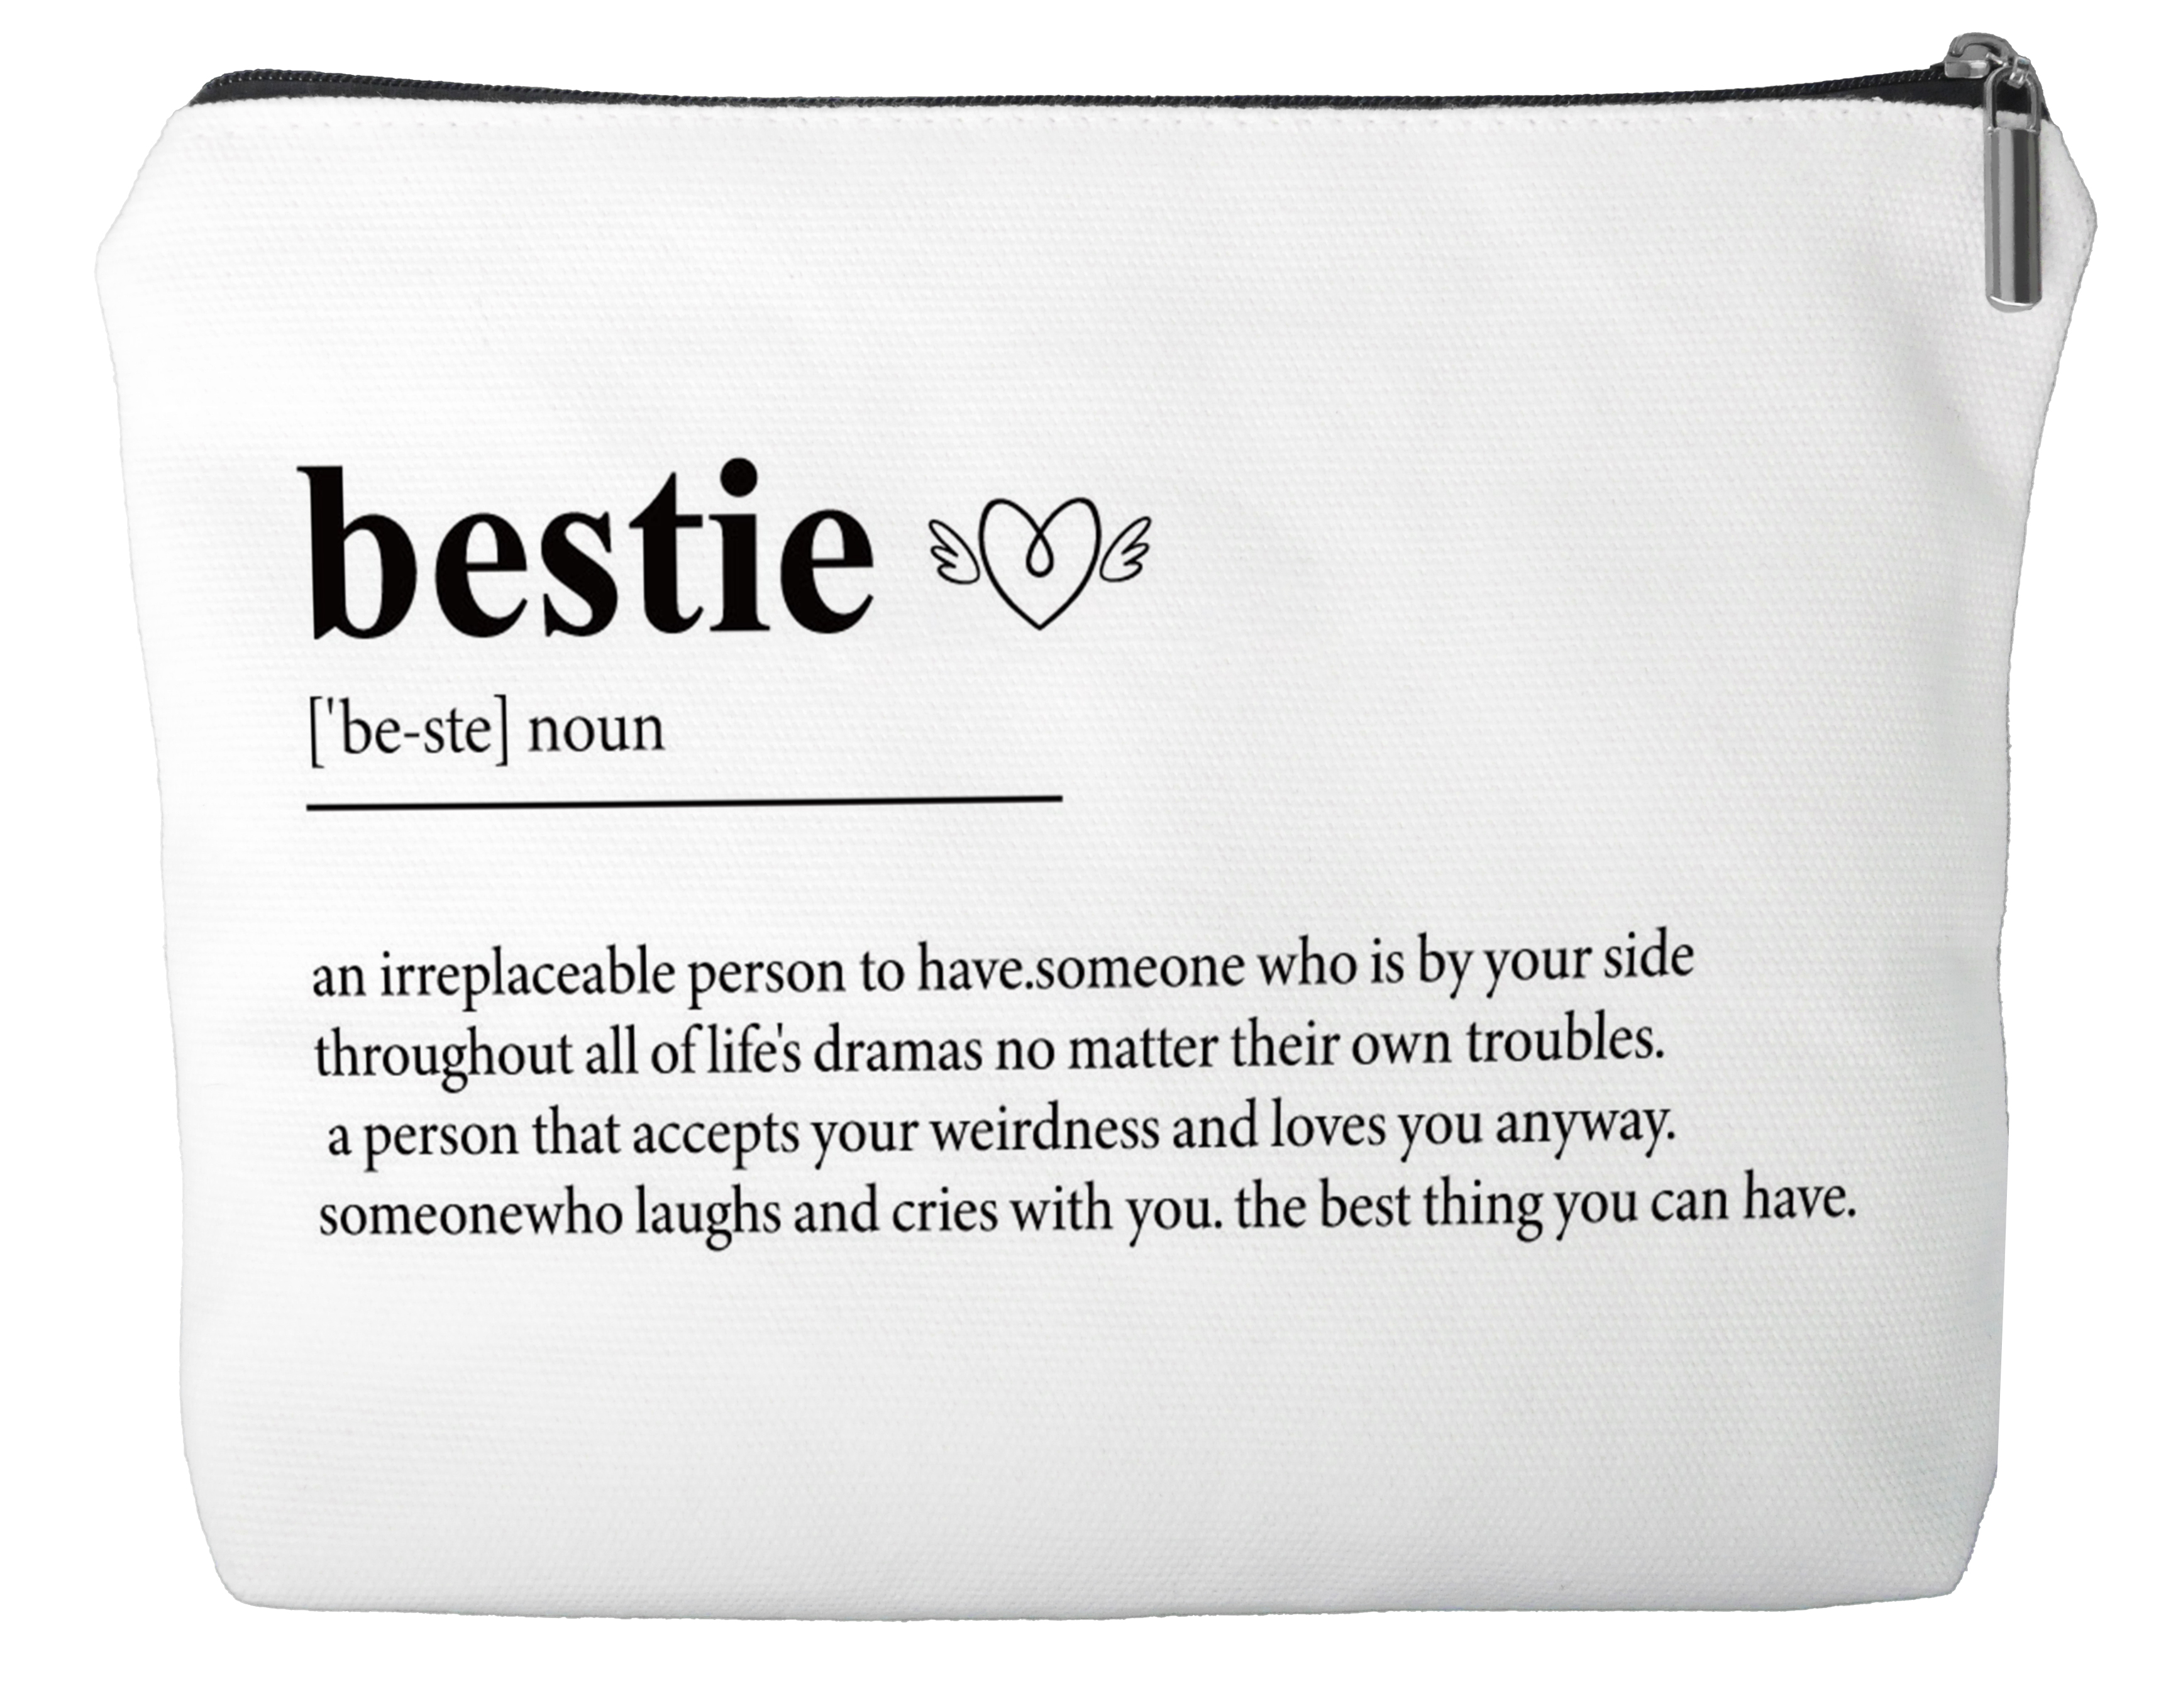 bestie
['be-ste] noun
an irreplaceable person to have.someone who is by your side
throughout all of life's dramas no matter their own troubles.
a person that accepts your weirdness and loves you anyway.
someonewho laughs and cries with you. the best thing you can have.